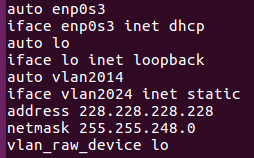 auto enp0s3
iface enp0s3 inet dhcp
auto lo
iface lo inet loopback
auto vlan2014
iface vlan2024 inet static
address 228.228.228.228
netmask 255.255.248.0
vlan_raw_device lo